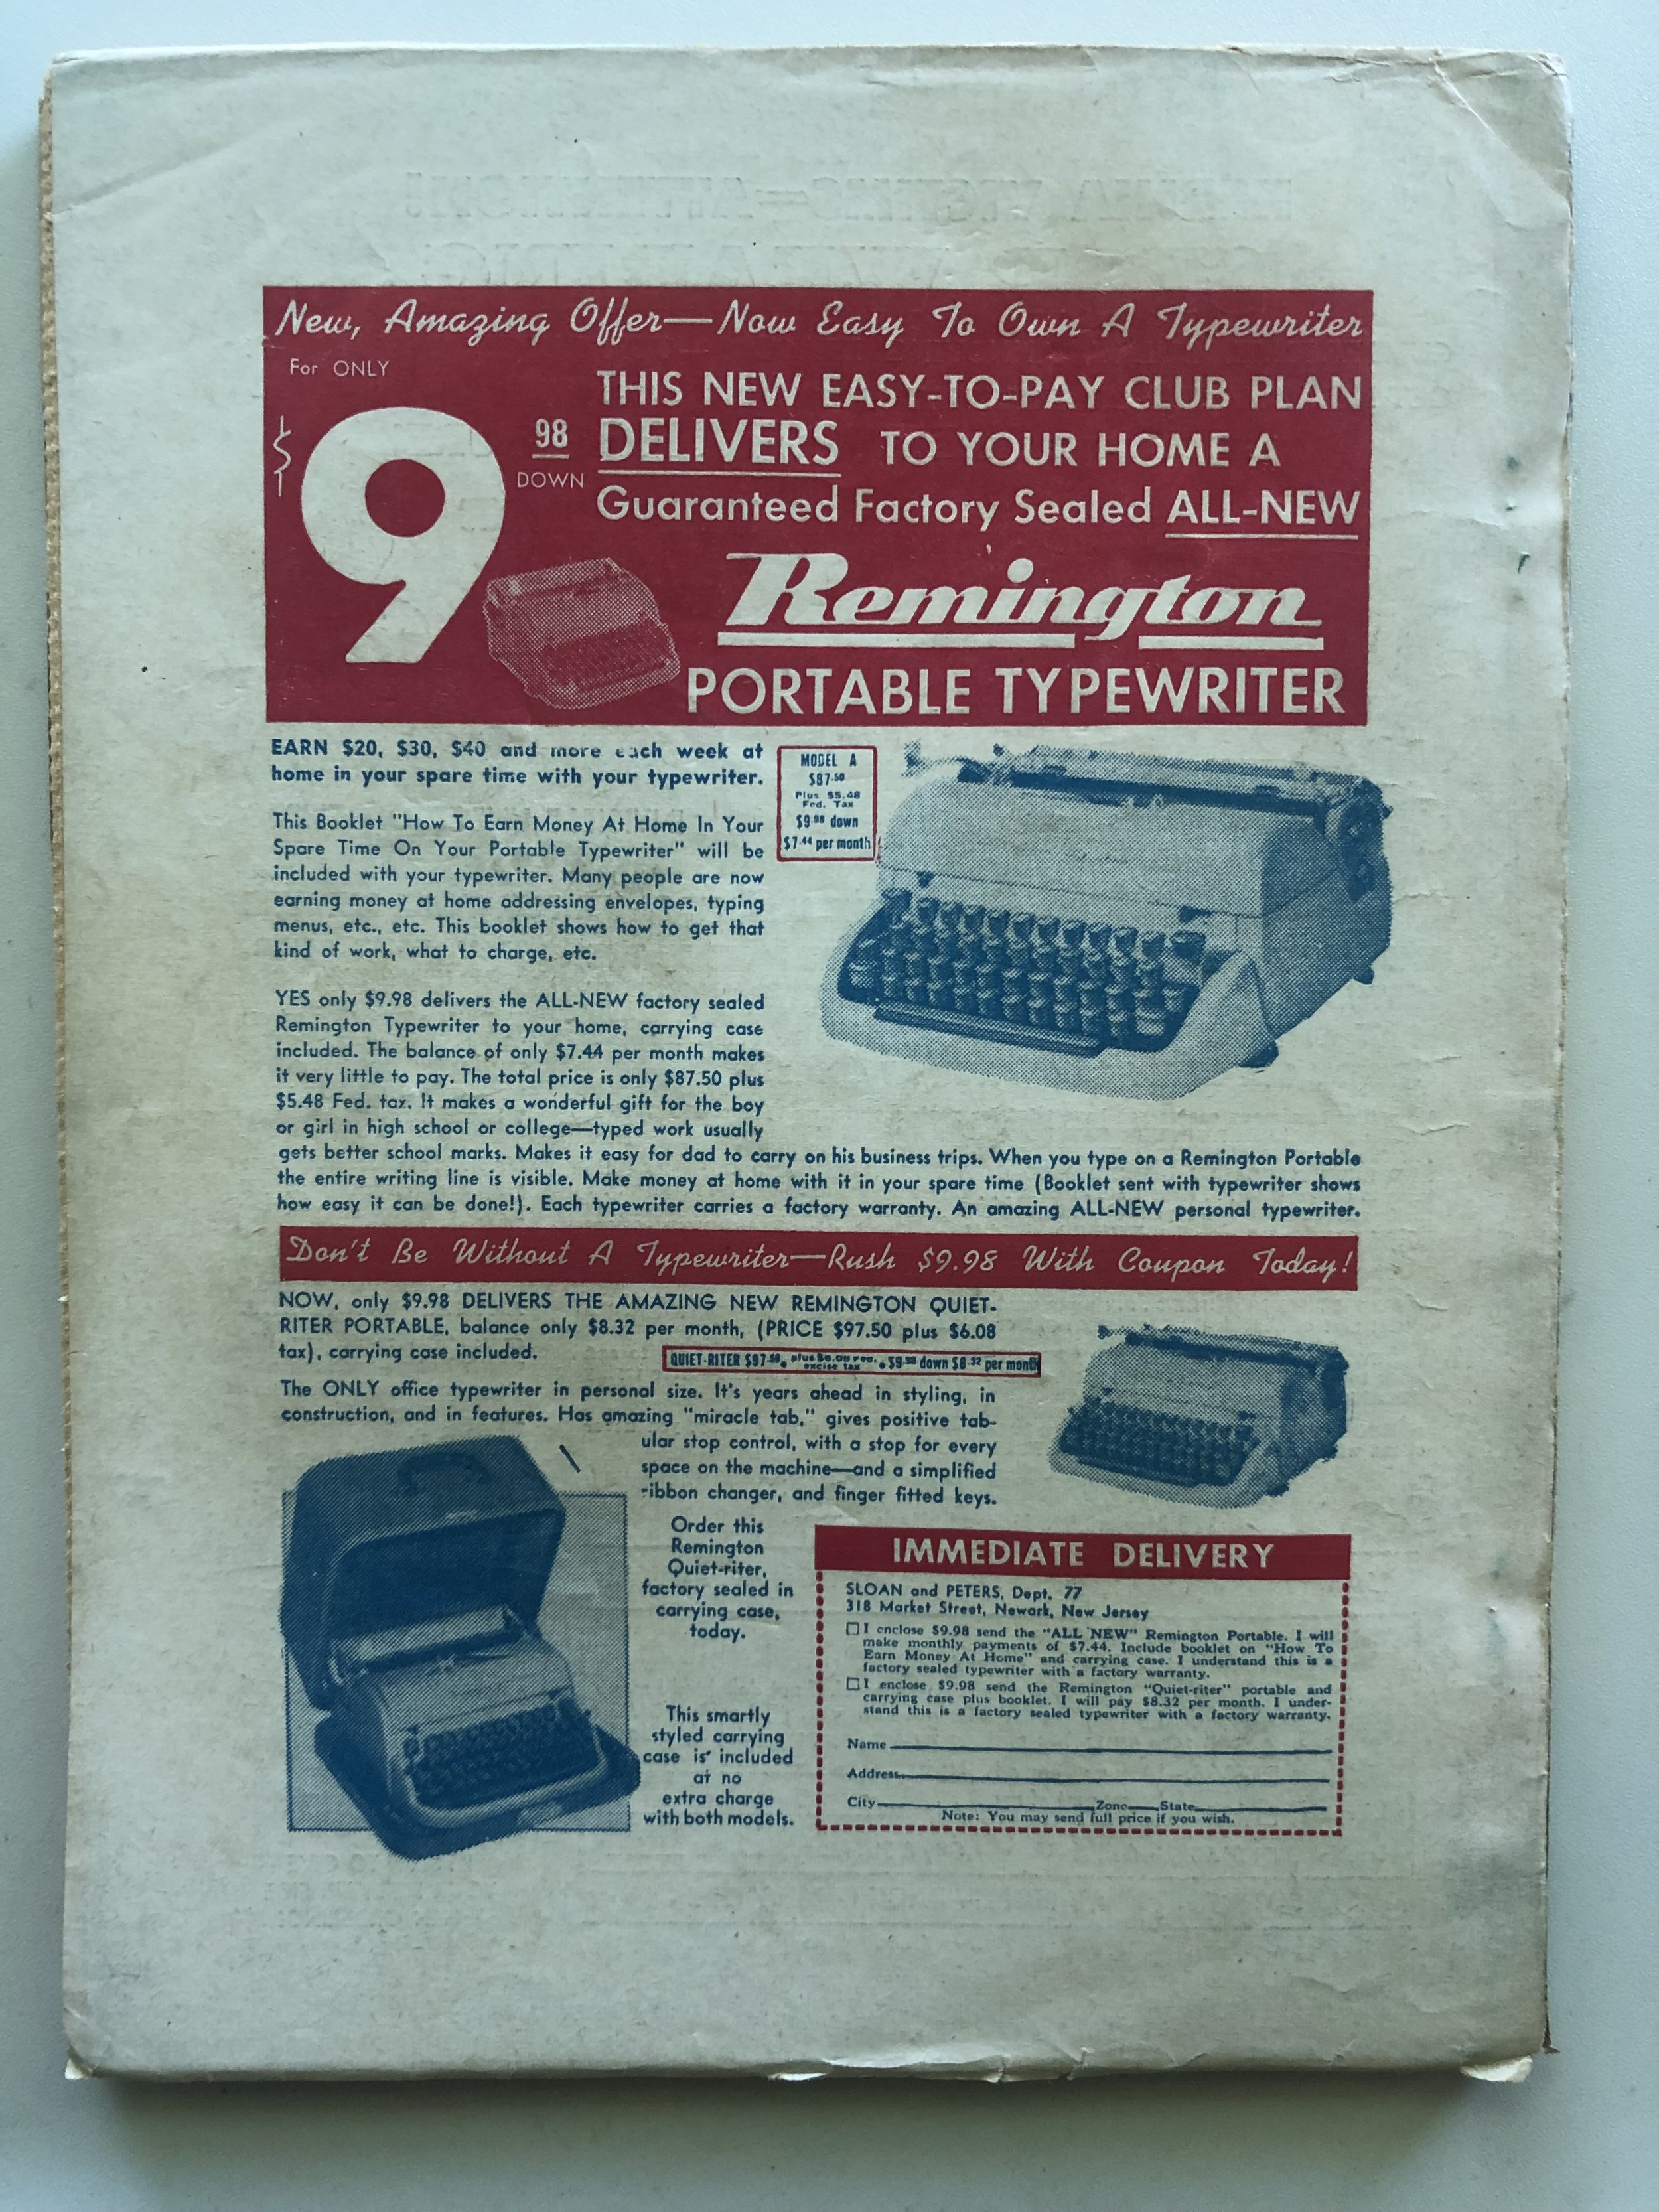 New, Amazing Offer—Now Easy To Own A Typewriter
For ONLY
$9 98
DOWN
THIS NEW EASY-TO-PAY CLUB PLAN
DELIVERS TO YOUR HOME A
Guaranteed Factory Sealed ALL-NEW
Remington
PORTABLE TYPEWRITER
EARN $20, $30, $40 and more each week at
home in your spare time with your typewriter.
This Booklet "How To Earn Money At Home In Your
Spare Time On Your Portable Typewriter" will be
included with your typewriter. Many people are now
earning money at home addressing envelopes, typing
menus, etc., etc. This booklet shows how to get that
kind of work, what to charge, etc.
MODEL A
$87.50
Plus $5.48
Fed. Tax
$9.98 down
$7.44 per month
YES only $9.98 delivers the ALL-NEW factory sealed
Remington Typewriter to your home, carrying case
included. The balance of only $7.44 per month makes
it very little to pay. The total price is only $87.50 plus
$5.48 Fed. tax. It makes a wonderful gift for the boy
or girl in high school or college—typed work usually
gets better school marks. Makes it easy for dad to carry on his business trips. When you type on a Remington Portable
the entire writing line is visible. Make money at home with it in your spare time (Booklet sent with typewriter shows
how easy it can be done!). Each typewriter carries a factory warranty. An amazing ALL-NEW personal typewriter.
Don't Be Without A Typewriter—Rush $9.98 With Coupon Today!
NOW, only $9.98 DELIVERS THE AMAZING NEW REMINGTON QUIET-
RITER PORTABLE, balance only $8.32 per month, (PRICE $97.50 plus $6.08
tax), carrying case included.
QUIET-RITER $97.50, plus $6.08 Fed. excise tax. $9.98 down $8.32 per month
The ONLY office typewriter in personal size. It's years ahead in styling, in
construction, and in features. Has amazing "miracle tab," gives positive tab-
ular stop control, with a stop for every
space on the machine—and a simplified
ribbon changer, and finger fitted keys.
Order this
Remington
Quiet-riter,
factory sealed in
carrying case,
today.
This smartly
styled carrying
case is included
at no
extra charge
with both models.
IMMEDIATE DELIVERY
SLOAN and PETERS, Dept. 77
318 Market Street, Newark, New Jersey
I enclose $9.98 send the "ALL NEW" Remington Portable. I will
make monthly payments of $7.44. Include booklet on "How To
Earn Money At Home" and carrying case. I understand this is a
factory sealed typewriter with a factory warranty.
I enclose $9.98 send the Remington "Quiet-riter" portable and
carrying case plus booklet. I will pay $8.32 per month. I under-
stand this is a factory sealed typewriter with a factory warranty.
Name
Address
City Zone State
Note: You may send full price if you wish.